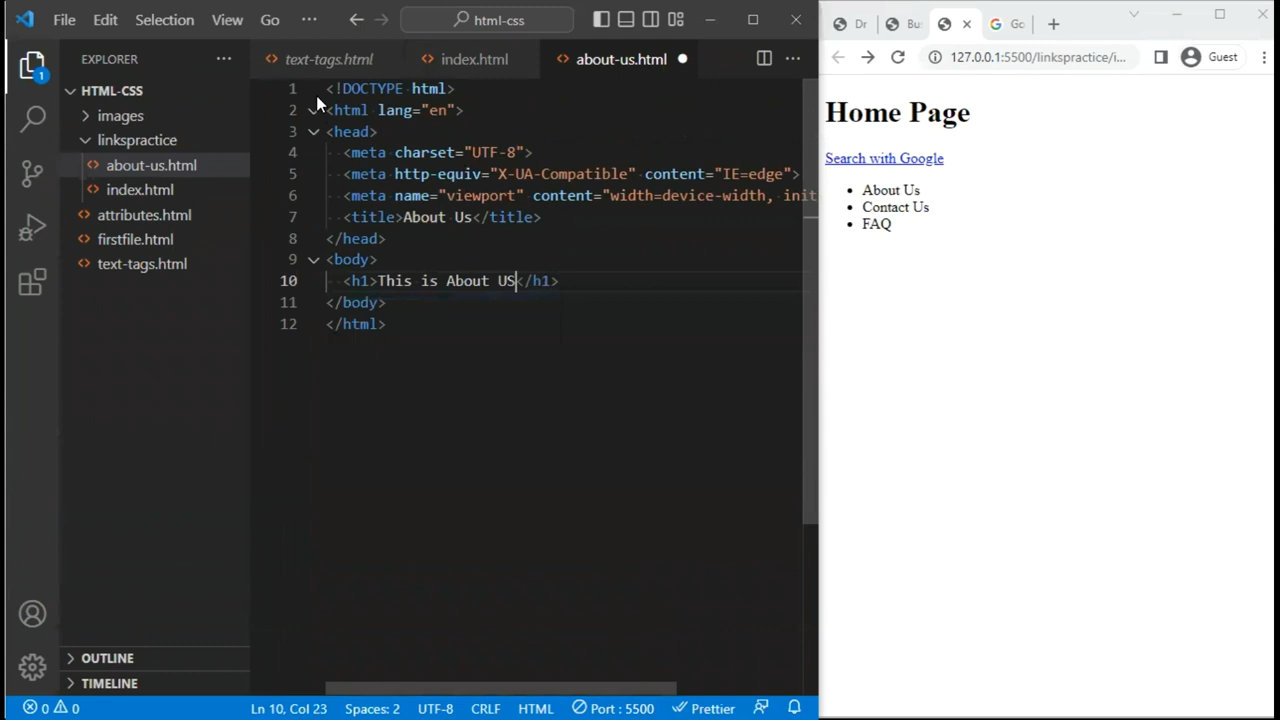 File Edit Selection View Go ··· html-css
EXPLORER ···
1
HTML-CSS
images
linkspractice
about-us.html
index.html
attributes.html
firstfile.html
text-tags.html
OUTLINE
TIMELINE
text-tags.html index.html about-us.html ···
1 <!DOCTYPE html>
2 <html lang="en">
3 <head>
4 <meta charset="UTF-8">
5 <meta http-equiv="X-UA-Compatible" content="IE=edge">
6 <meta name="viewport" content="width=device-width, init
7 <title>About Us</title>
8 </head>
9 <body>
10 <h1>This is About US</h1>
11 </body>
12 </html>
0 0 Ln 10, Col 23 Spaces: 2 UTF-8 CRLF HTML Port : 5500 Prettier
Dr Bu Go
127.0.0.1:5500/linkspractice/i... Guest
Home Page
Search with Google
• About Us
• Contact Us
• FAQ